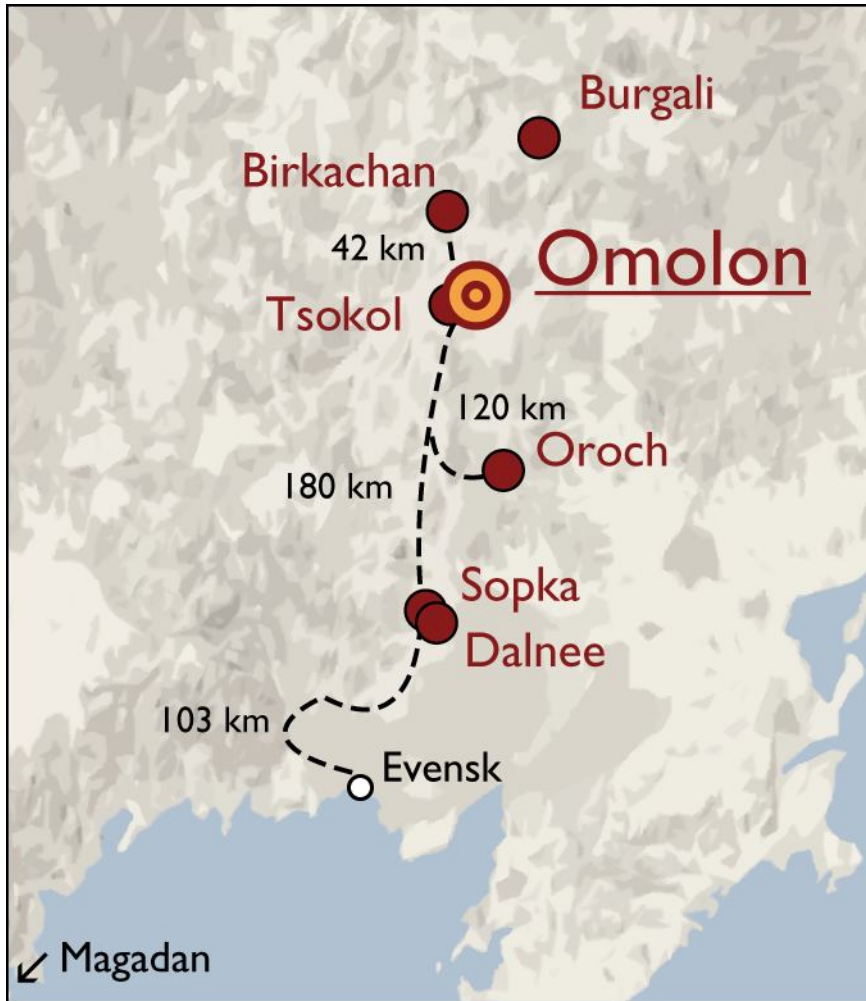 Burgali
Birkachan
42 km
Omolon
Tsokol
120 km
Oroch
180 km
Sopka
Dalnee
103 km
Evensk
Magadan